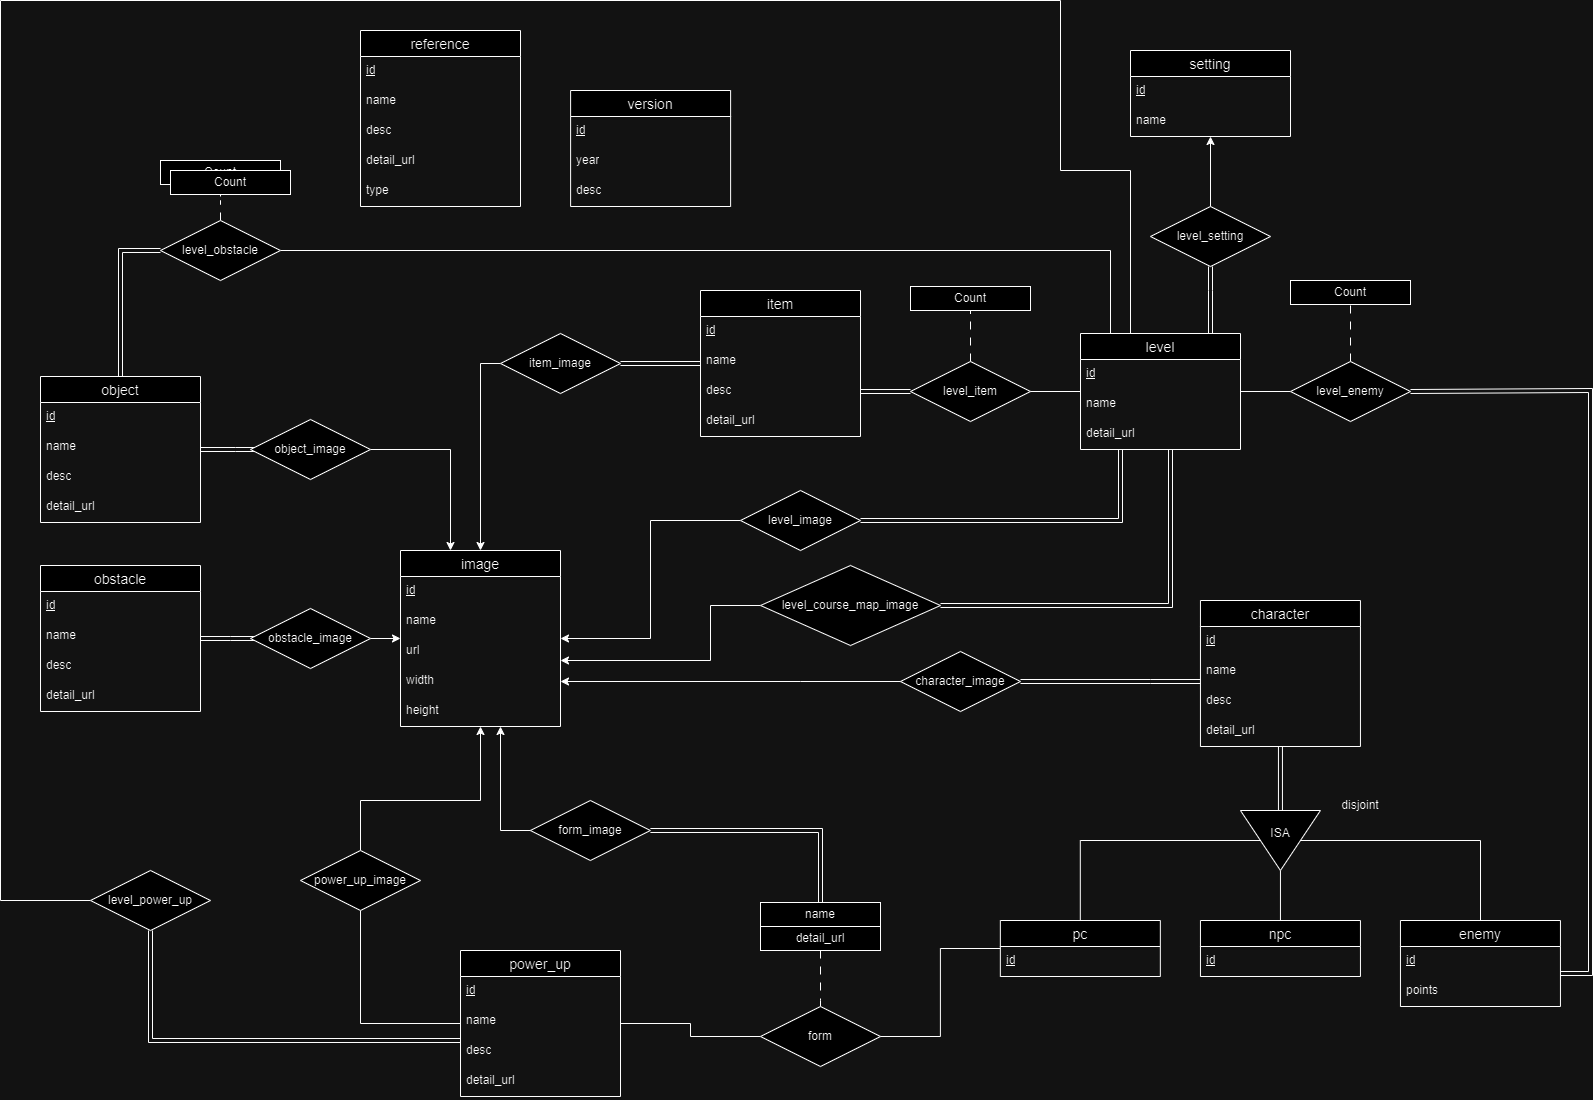 reference
id
name
desc
detail_url
type
version
id
year
desc
setting
id
name
Count
Count
level_obstacle
level_setting
item
id
name
desc
detail_url
Count
Count
item_image
level_item
level
id
name
detail_url
level_enemy
object
id
name
desc
detail_url
object_image
level_image
image
id
name
url
width
height
obstacle
id
name
desc
detail_url
obstacle_image
level_course_map_image
character
id
name
desc
detail_url
character_image
disjoint
ISA
form_image
power_up_image
level_power_up
name
detail_url
pc
id
npc
id
enemy
id
points
power_up
id
name
desc
detail_url
form